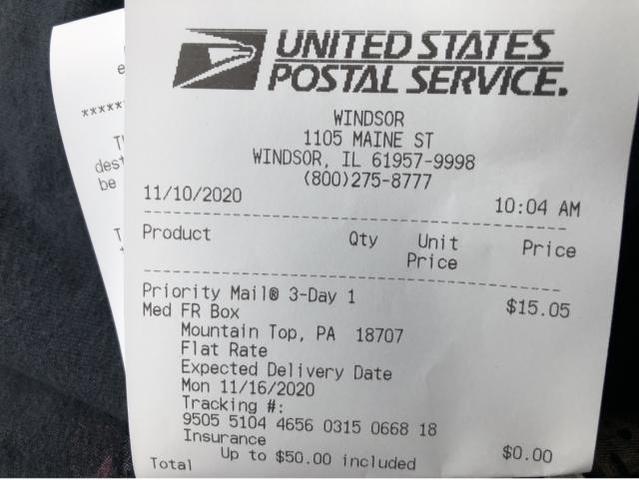 e
*****
T
dest
be
T
UNITED STATES
POSTAL SERVICE.
WINDSOR
1105 MAINE ST
WINDSOR, IL 61957-9998
(800)275-8777
11/10/2020 10:04 AM
Product Qty Unit Price
Price
Priority Mail® 3-Day 1 $15.05
Med FR Box
Mountain Top, PA 18707
Flat Rate
Expected Delivery Date
Mon 11/16/2020
Tracking #:
9505 5104 4656 0315 0668 18
Insurance $0.00
Up to $50.00 included
Total